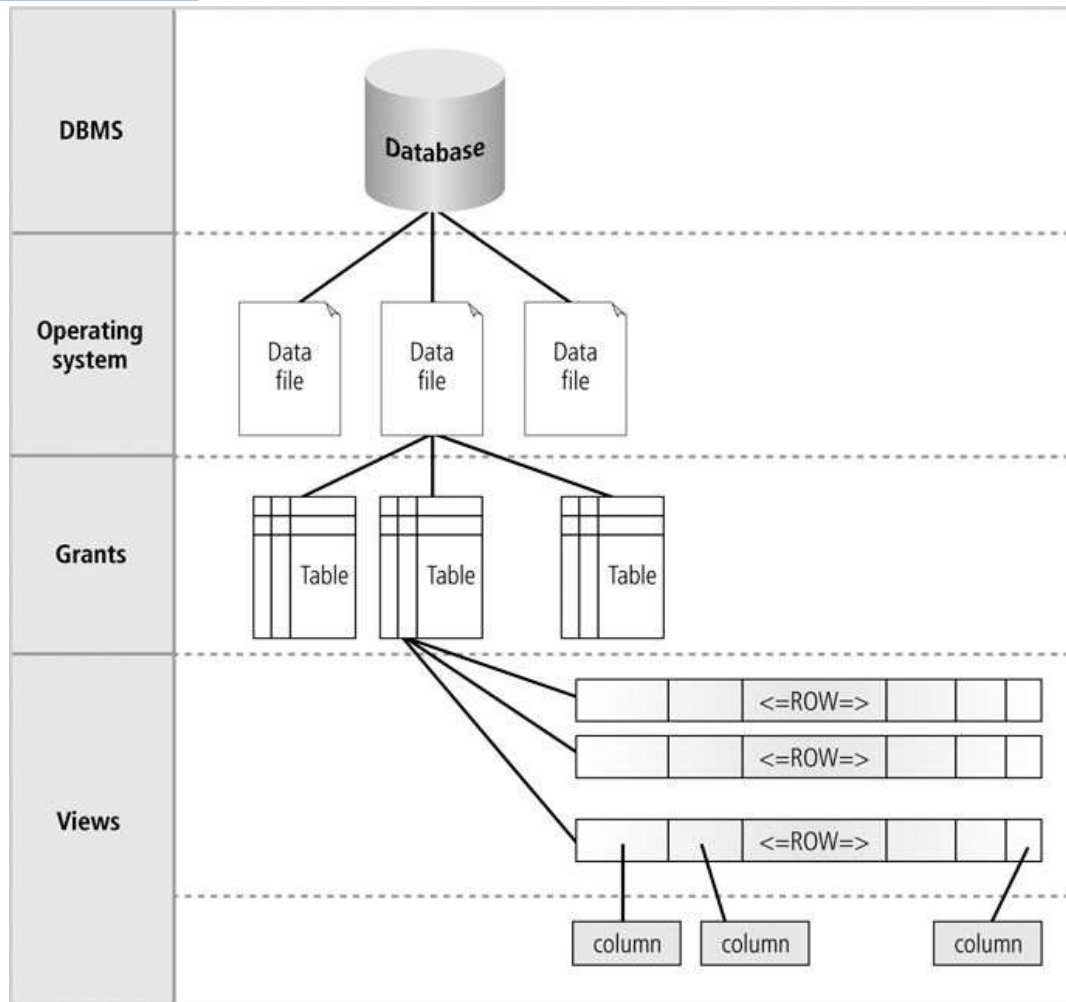 DBMS
Database
Operating
system
Data
file
Data
file
Data
file
Grants
Table
Table
Table
Views
<=ROW=>
<=ROW=>
<=ROW=>
column
column
column